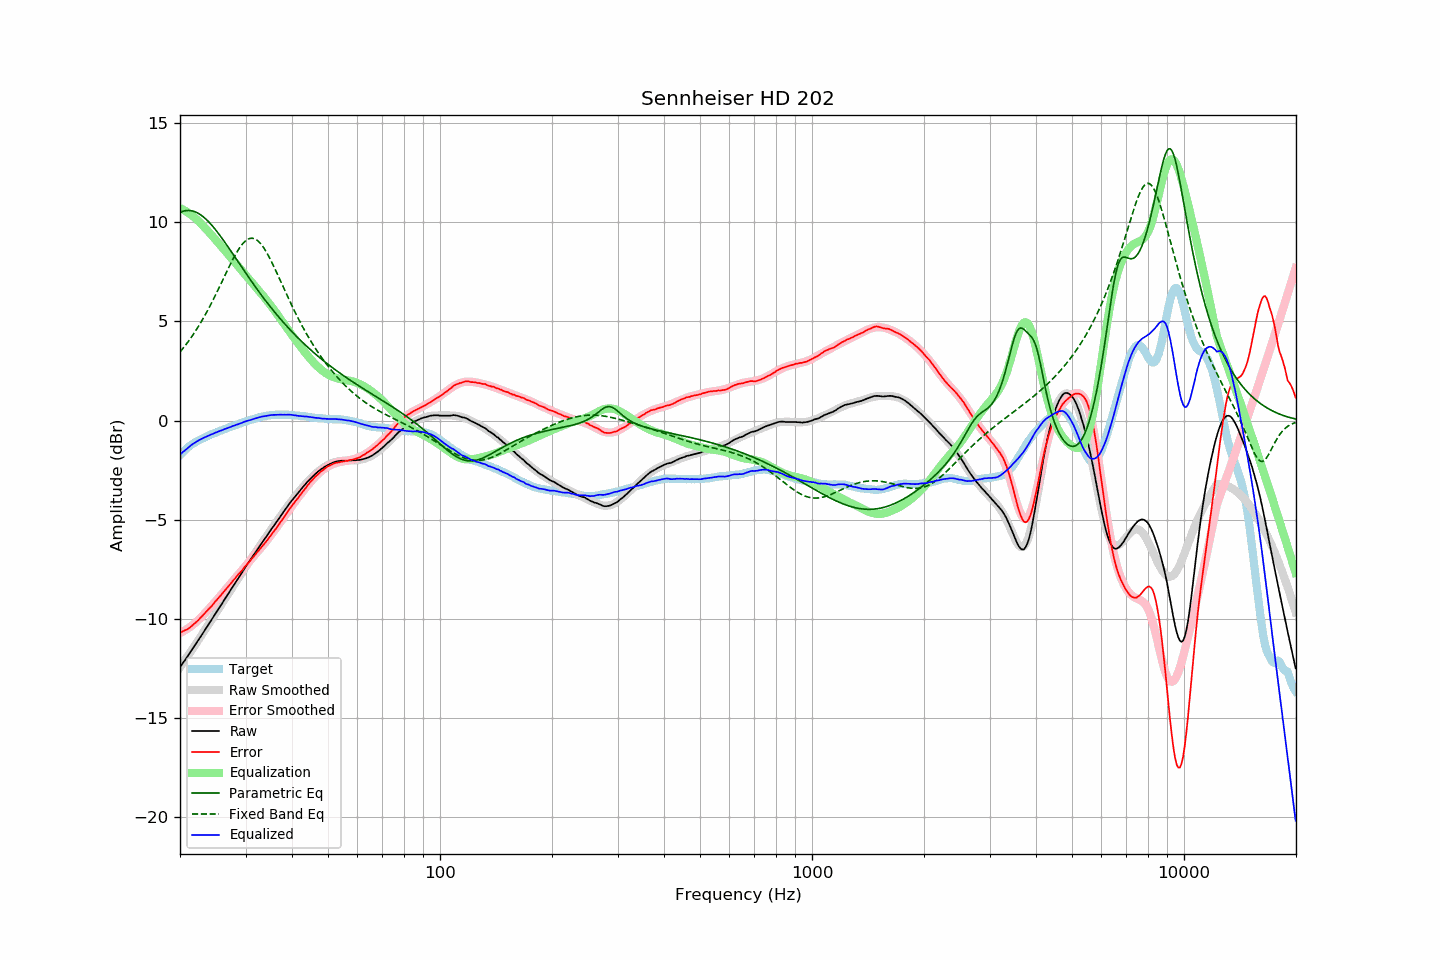 Sennheiser HD 202
15
10
5
0
−5
−10
−15
−20
Amplitude (dBr)
Target
Raw Smoothed
Error Smoothed
Raw
Error
Equalization
Parametric Eq
Fixed Band Eq
Equalized
100
1000
10000
Frequency (Hz)